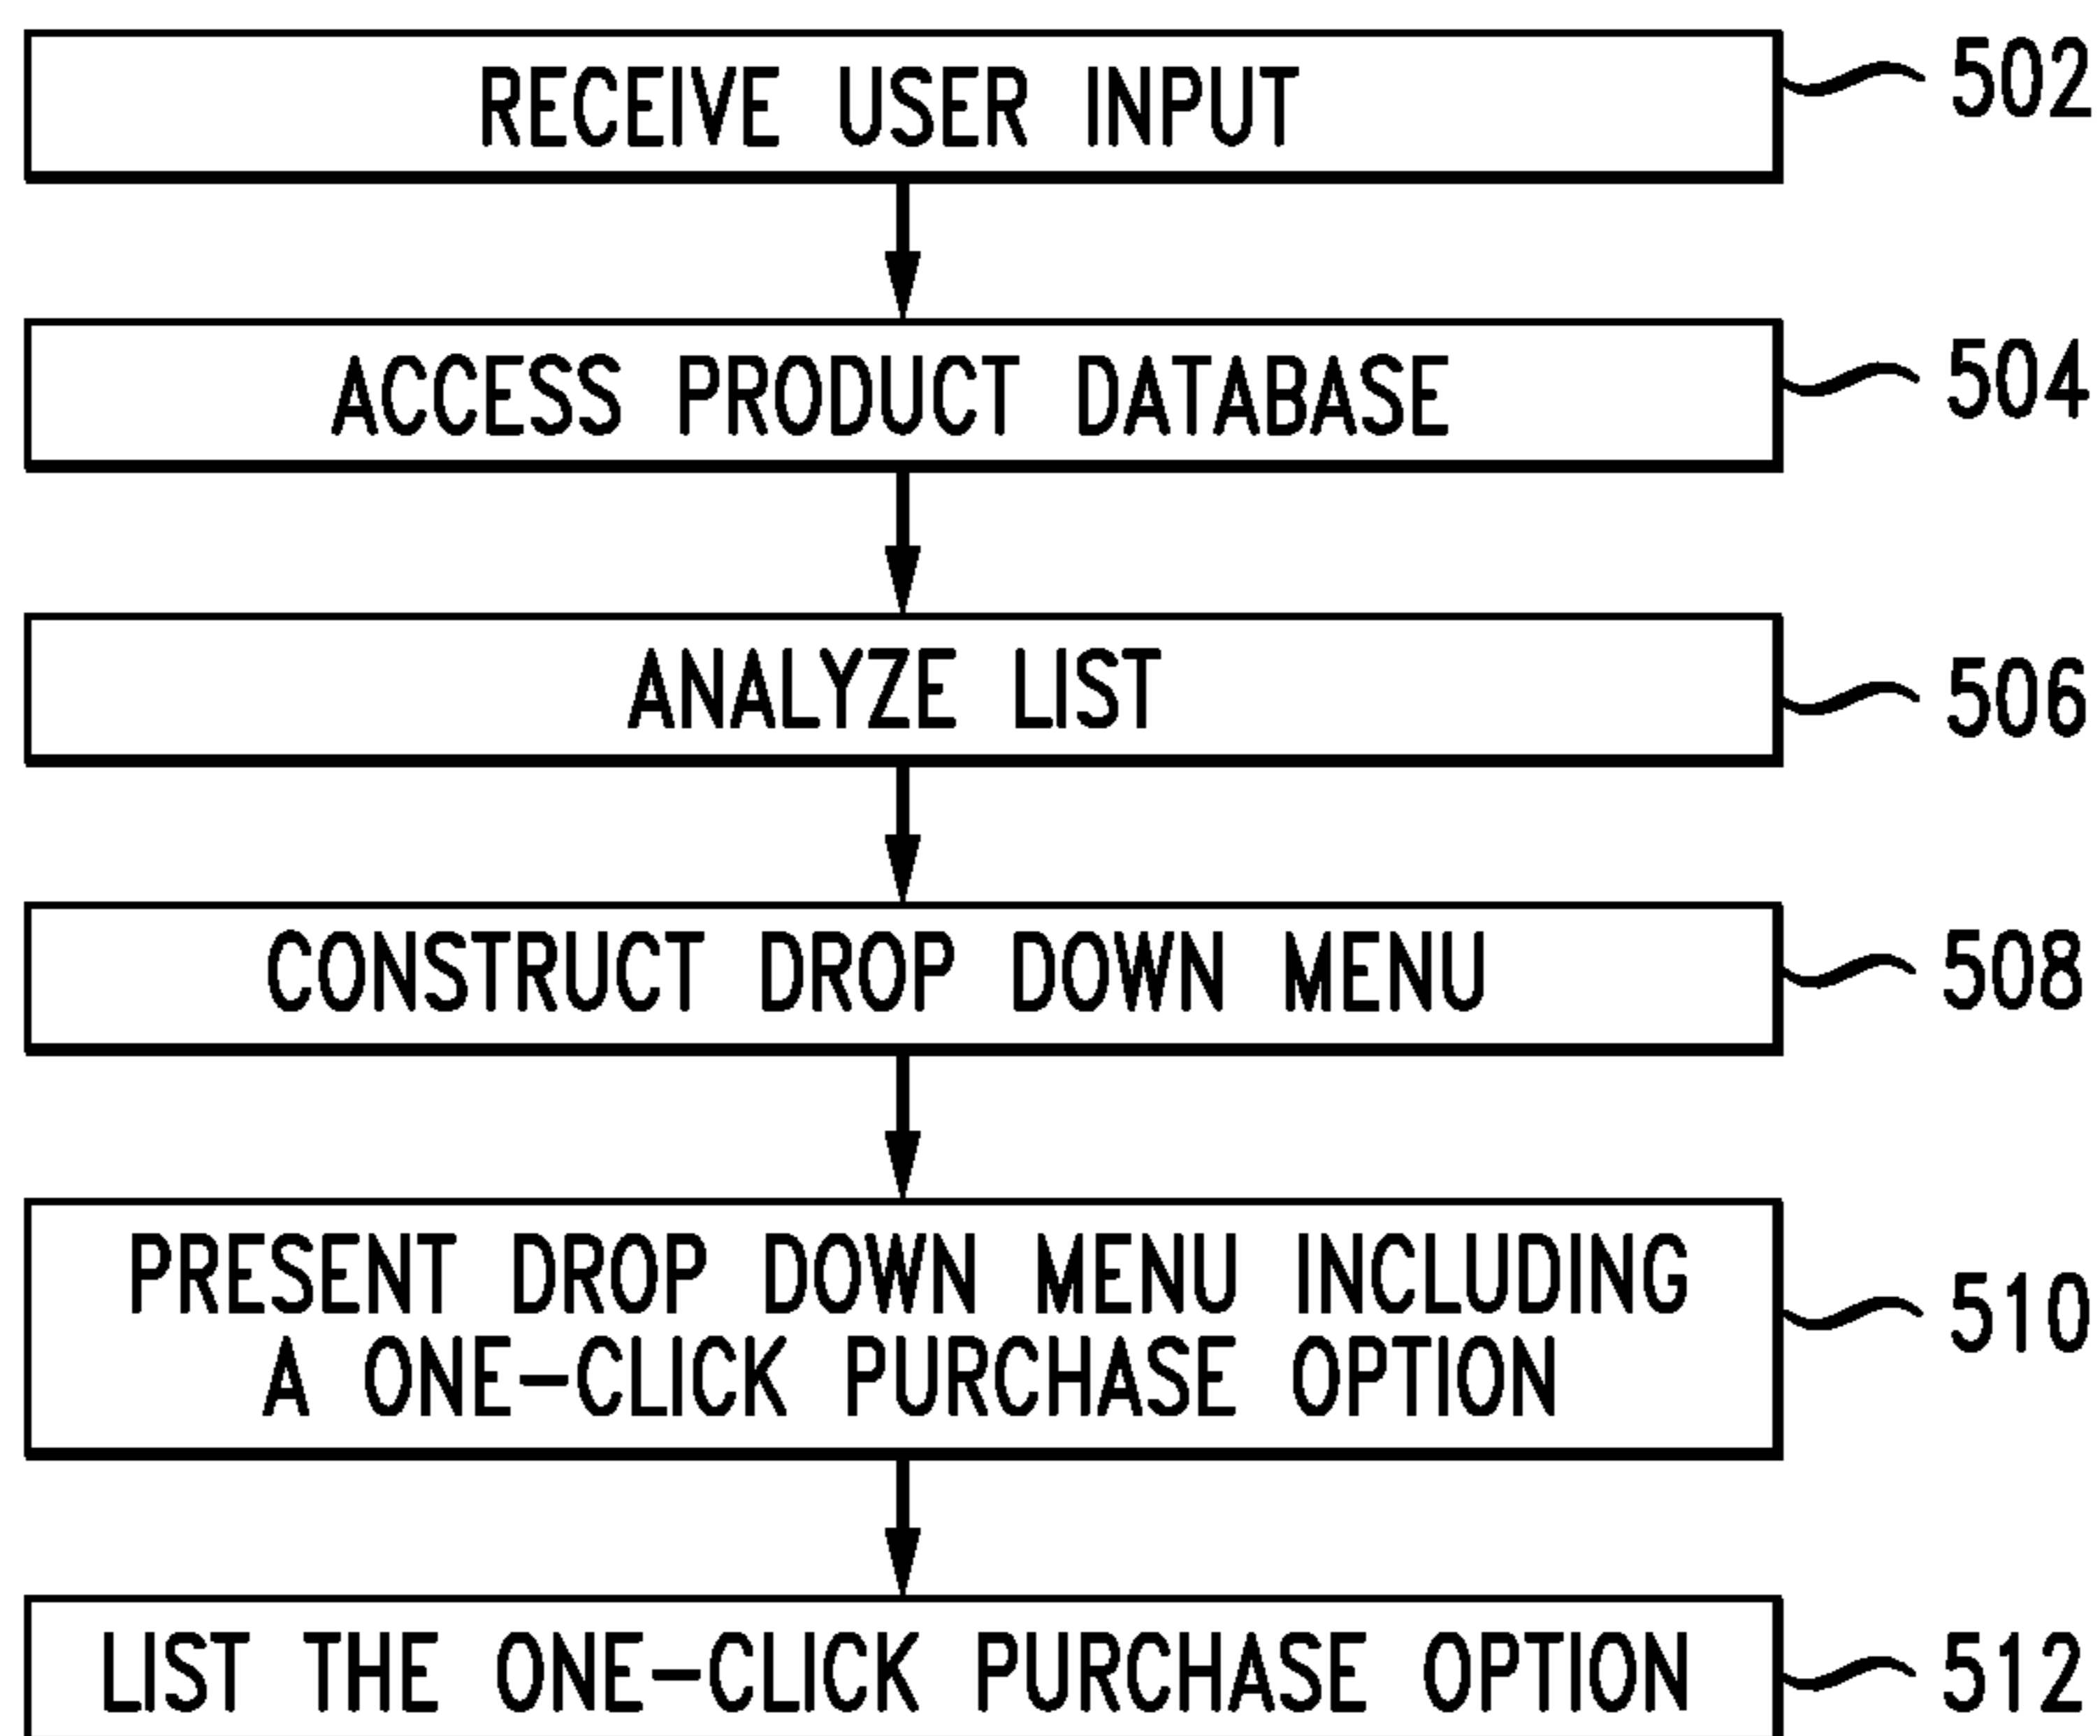 RECEIVE USER INPUT
502
ACCESS PRODUCT DATABASE
504
ANALYZE LIST
506
CONSTRUCT DROP DOWN MENU
508
PRESENT DROP DOWN MENU INCLUDING
A ONE-CLICK PURCHASE OPTION
510
LIST THE ONE-CLICK PURCHASE OPTION
512